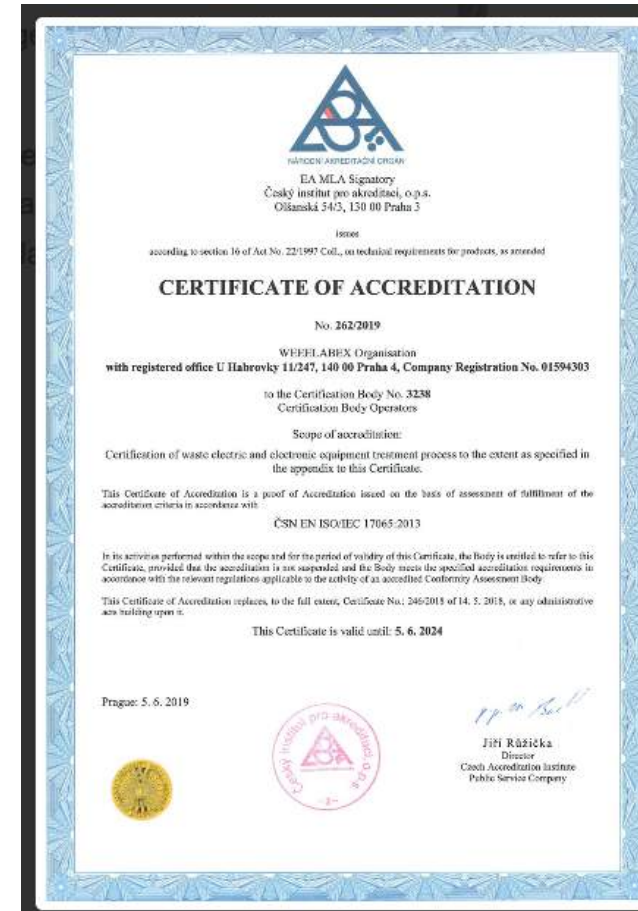 NÁRODNÍ AKREDITAČNÍ ORGÁN
EA MLA Signatory
Český institut pro akreditaci, o.p.s.
Olšanská 54/3, 130 00 Praha 3
issues
according to section 16 of Act No. 22/1997 Coll., on technical requirements for products, as amended
CERTIFICATE OF ACCREDITATION
No. 262/2019
WEEELABEX Organisation
with registered office U Habrovky 11/247, 140 00 Praha 4, Company Registration No. 01594303
to the Certification Body No. 3238
Certification Body Operators
Scope of accreditation:
Certification of waste electric and electronic equipment treatment process to the extent as specified in
the appendix to this Certificate.
This Certificate of Accreditation is a proof of Accreditation issued on the basis of assessment of fulfillment of the
accreditation criteria in accordance with
ČSN EN ISO/IEC 17065:2013
In its activities performed within the scope and for the period of validity of this Certificate, the Body is entitled to refer to this
Certificate, provided that the accreditation is not suspended and the Body meets the specified accreditation requirements in
accordance with the relevant regulations applicable to the activity of an accredited Conformity Assessment Body
This Certificate of Accreditation replaces, to the full extent, Certificate No.: 246/2018 of 14. 5. 2018, or any administrative
acts building upon it.
This Certificate is valid until: 5. 6. 2024
Prague: 5. 6. 2019
Český institut pro akreditaci, o.p.s.
-2-
Jiří Růžička
Director
Czech Accreditation Institute
Public Service Company